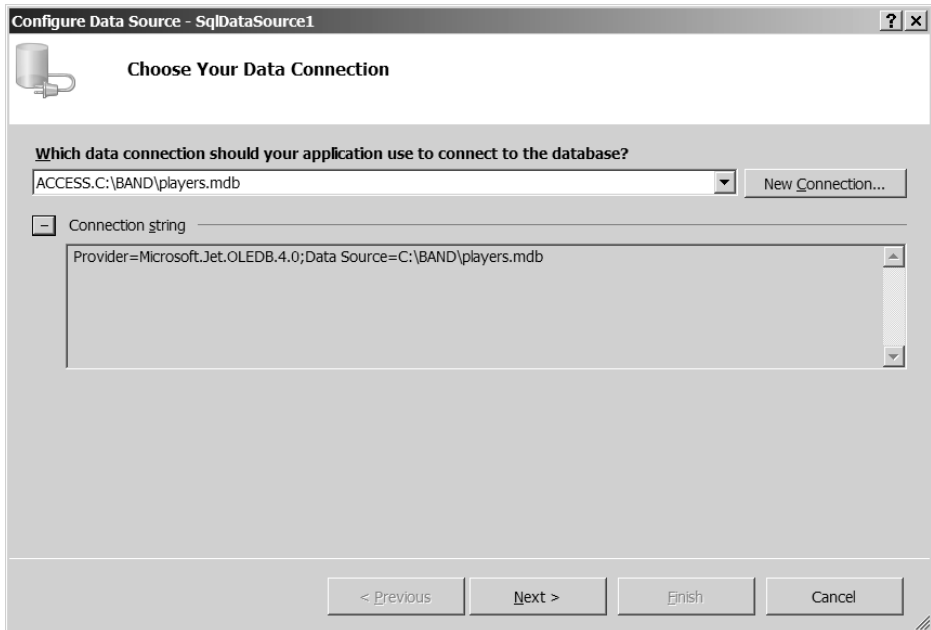 Configure Data Source - SqlDataSource1
Choose Your Data Connection
Which data connection should your application use to connect to the database?
ACCESS.C:\BAND\players.mdb
New Connection...
Connection string
Provider=Microsoft.Jet.OLEDB.4.0;Data Source=C:\BAND\players.mdb
< Previous
Next >
Finish
Cancel